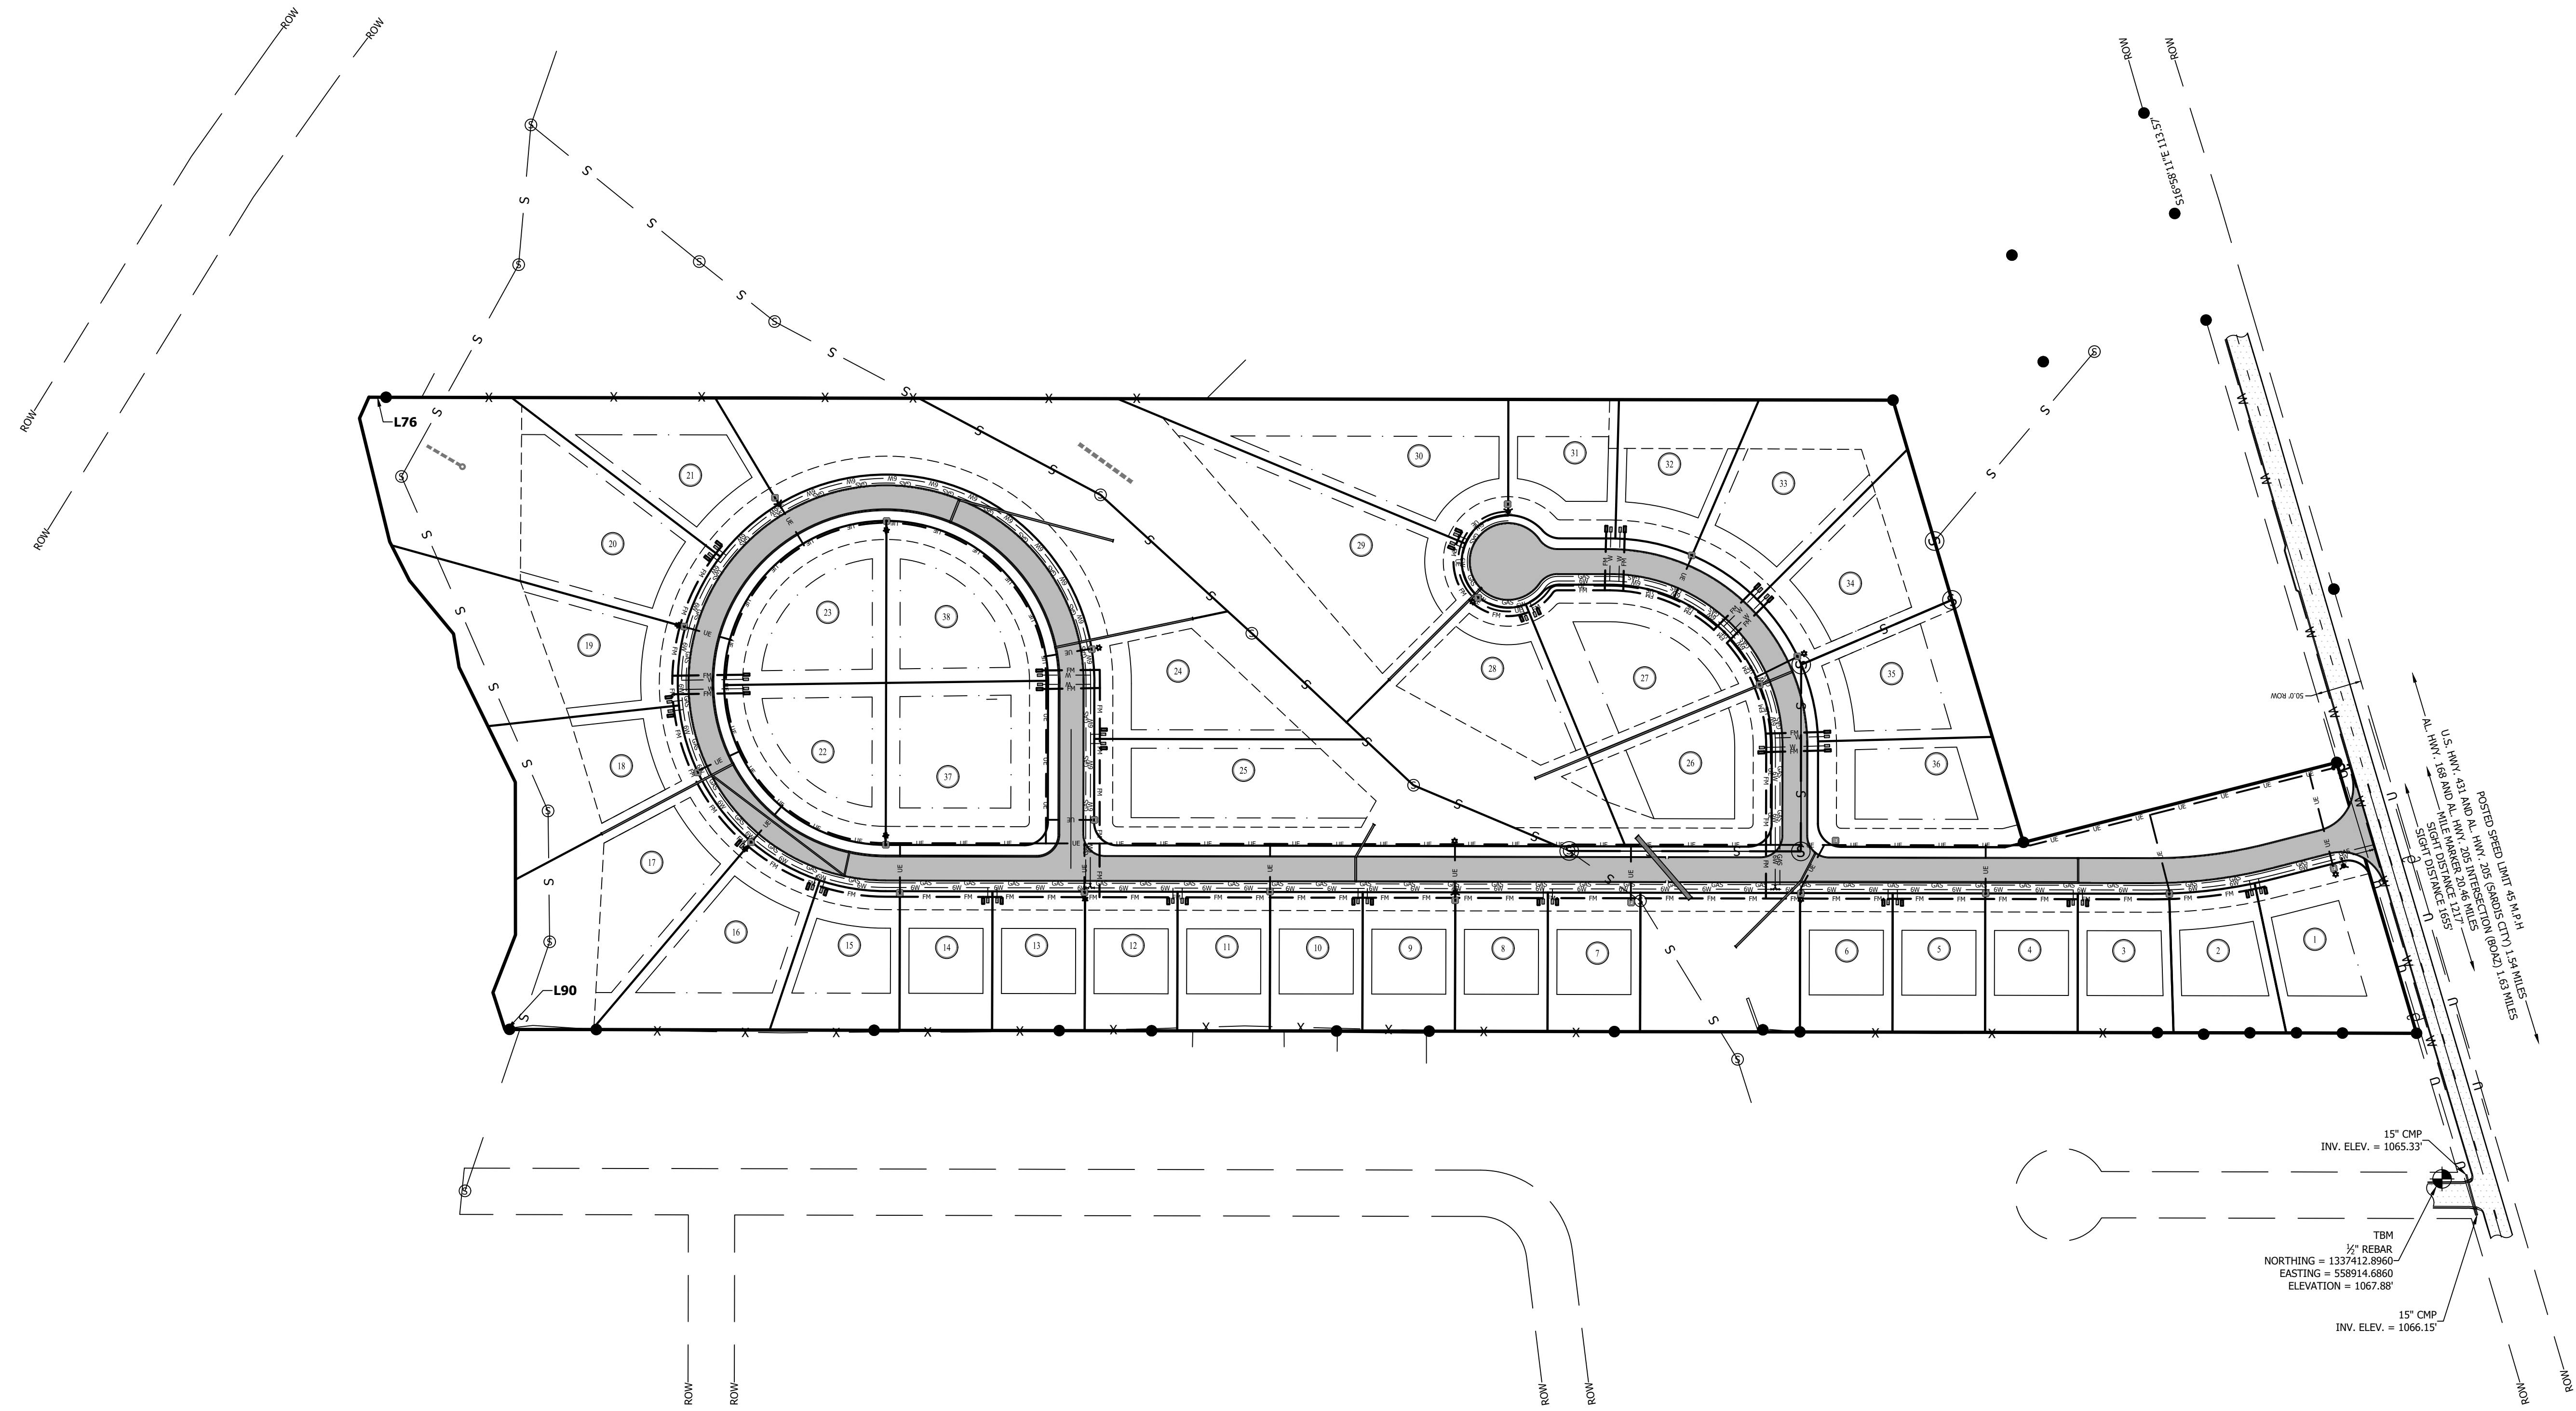 ROW
ROW
ROW
ROW
S16°58'11"E 113.57'
L76
21
30
31
32
33
20
29
34
23
38
19
24
28
27
35
50.0' ROW
22
37
18
25
26
36
POSTED SPEED LIMIT 45 M.P.H
U.S. HWY. 431 AND AL. HWY. 205 (SARDIS CITY) 1.54 MILES
AL. HWY. 168 AND AL. HWY. 205 INTERSECTION (BOAZ) 1.63 MILES
MILE MARKER 20.46 MILES
SIGHT DISTANCE 1217'
SIGHT DISTANCE 1655'
17
16
15
14
13
12
11
10
9
8
7
6
5
4
3
2
1
L90
UE
GAS
6W
FM
W
S
X
U
15" CMP
INV. ELEV. = 1065.33'
TBM
½" REBAR
NORTHING = 1337412.8960
EASTING = 558914.6860
ELEVATION = 1067.88'
15" CMP
INV. ELEV. = 1066.15'
ROW
ROW
ROW
ROW
ROW
ROW
ROW
ROW